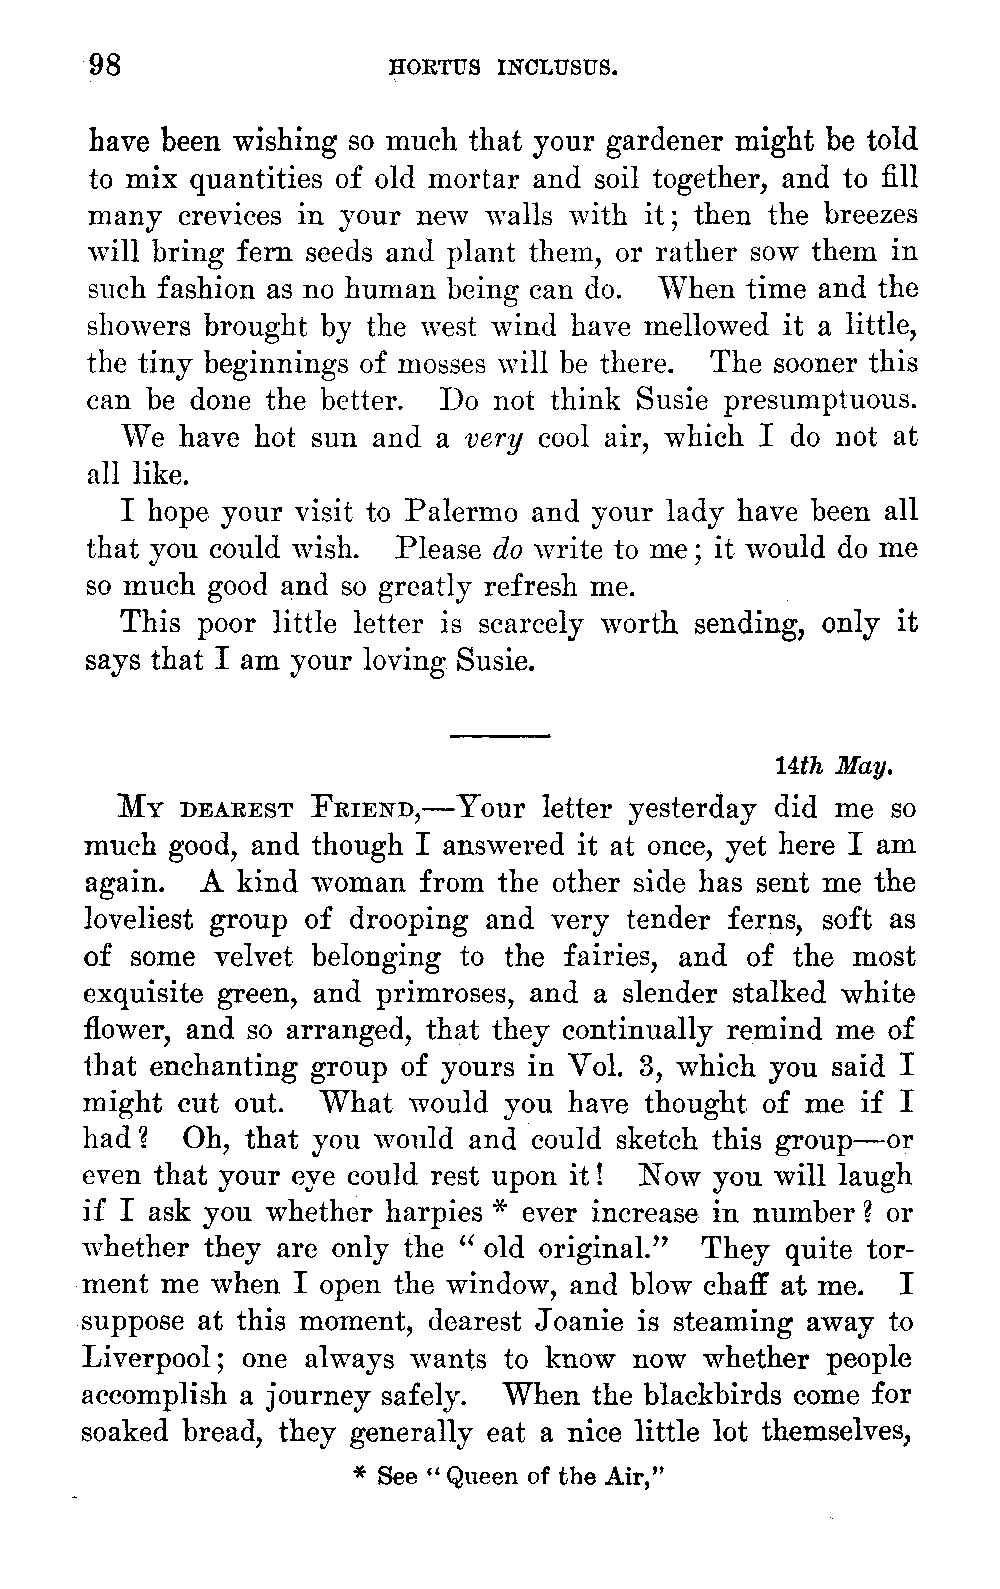 98 HORTUS INCLUSUS.
have been wishing so much that your gardener might be told
to mix quantities of old mortar and soil together, and to fill
many crevices in your new walls with it; then the breezes
will bring fern seeds and plant them, or rather sow them in
such fashion as no human being can do. When time and the
showers brought by the west wind have mellowed it a little,
the tiny beginnings of mosses will be there. The sooner this
can be done the better. Do not think Susie presumptuous.
We have hot sun and a very cool air, which I do not at
all like.
I hope your visit to Palermo and your lady have been all
that you could wish. Please do write to me; it would do me
so much good and so greatly refresh me.
This poor little letter is scarcely worth sending, only it
says that I am your loving Susie.
14th May.
MY DEAREST FRIEND,—Your letter yesterday did me so
much good, and though I answered it at once, yet here I am
again. A kind woman from the other side has sent me the
loveliest group of drooping and very tender ferns, soft as
of some velvet belonging to the fairies, and of the most
exquisite green, and primroses, and a slender stalked white
flower, and so arranged, that they continually remind me of
that enchanting group of yours in Vol. 3, which you said I
might cut out. What would you have thought of me if I
had? Oh, that you would and could sketch this group—or
even that your eye could rest upon it! Now you will laugh
if I ask you whether harpies * ever increase in number? or
whether they are only the “old original.” They quite tor-
ment me when I open the window, and blow chaff at me. I
suppose at this moment, dearest Joanie is steaming away to
Liverpool; one always wants to know now whether people
accomplish a journey safely. When the blackbirds come for
soaked bread, they generally eat a nice little lot themselves,
* See “Queen of the Air,”